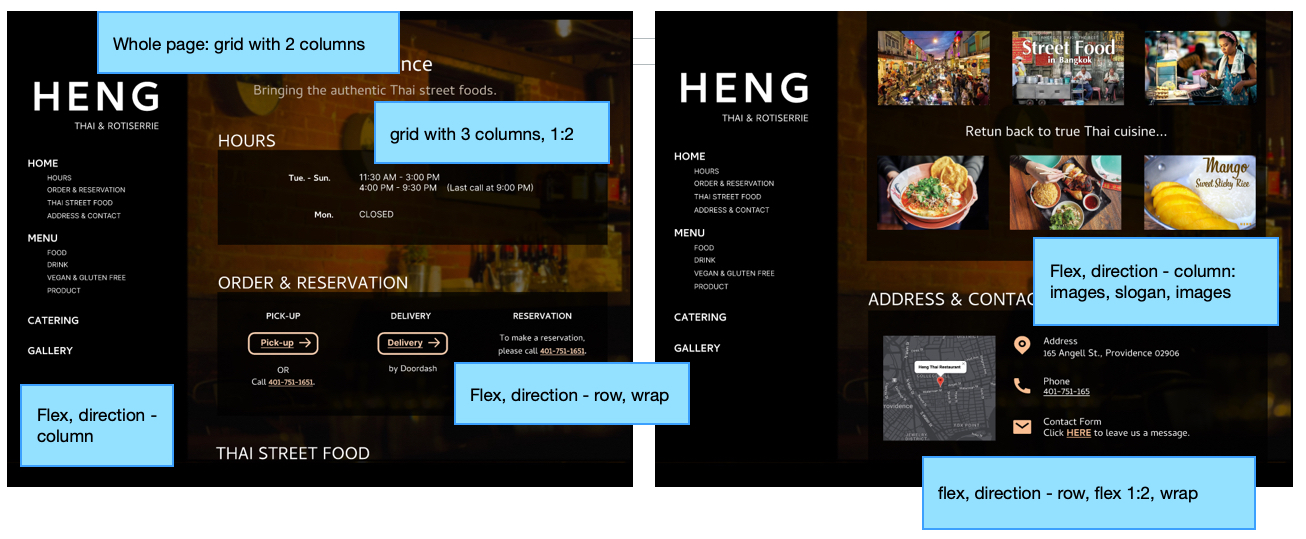 Whole page: grid with 2 columns
nce
Bringing the authentic Thai street foods.
grid with 3 columns, 1:2
HENG
THAI & ROTISERRIE
HOME
HOURS
ORDER & RESERVATION
THAI STREET FOOD
ADDRESS & CONTACT
MENU
FOOD
DRINK
VEGAN & GLUTEN FREE
PRODUCT
CATERING
GALLERY
Flex, direction -
column
HOURS
Tue. - Sun.
11:30 AM - 3:00 PM
4:00 PM - 9:30 PM (Last call at 9:00 PM)
Mon.
CLOSED
ORDER & RESERVATION
PICK-UP
Pick-up →
OR
Call 401-751-1651.
DELIVERY
Delivery →
by Doordash
RESERVATION
To make a reservation,
please call 401-751-1651.
Flex, direction - row, wrap
THAI STREET FOOD
HENG
THAI & ROTISERRIE
HOME
HOURS
ORDER & RESERVATION
THAI STREET FOOD
ADDRESS & CONTACT
MENU
FOOD
DRINK
VEGAN & GLUTEN FREE
PRODUCT
CATERING
GALLERY
Street Food
in Bangkok
Retun back to true Thai cuisine...
Mango
Sweet Sticky Rice
Flex, direction - column:
images, slogan, images
ADDRESS & CONTAC
Heng Thai Restaurant
rovidence
JEWELRY
DISTRICT
FOX POINT
Address
165 Angell St., Providence 02906
Phone
401-751-165
Contact Form
Click HERE to leave us a message.
flex, direction - row, flex 1:2, wrap